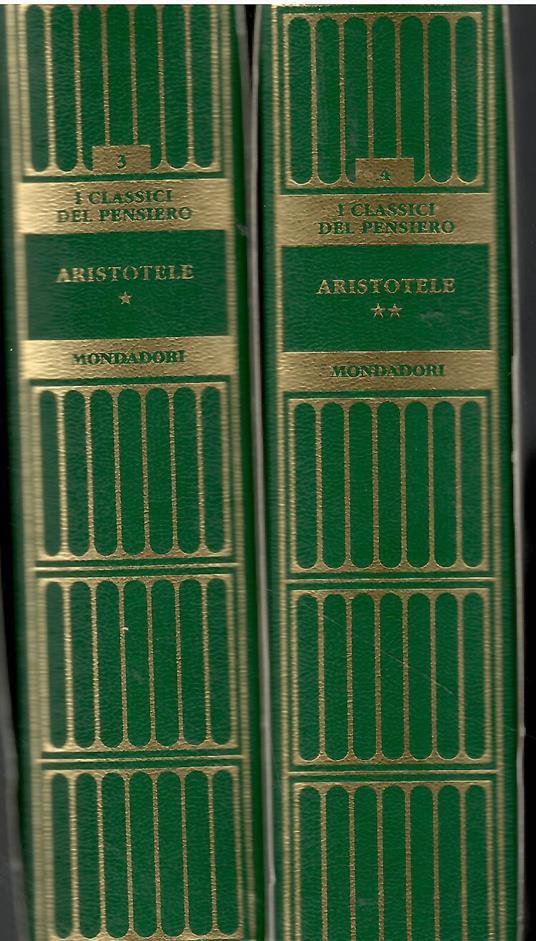 3
I CLASSICI
DEL PENSIERO
ARISTOTELE
★
MONDADORI
4
I CLASSICI
DEL PENSIERO
ARISTOTELE
★★
MONDADORI